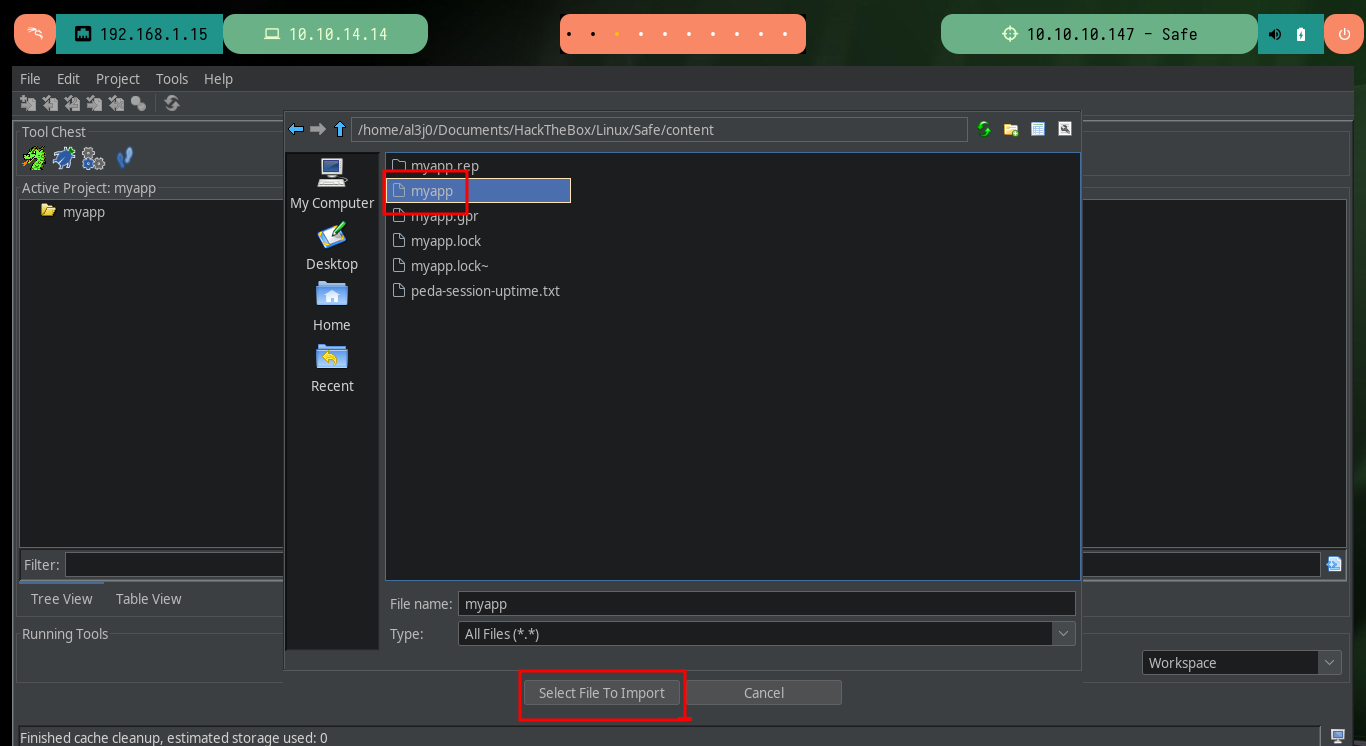 192.168.1.15 10.10.14.14 10.10.10.147 - Safe
File Edit Project Tools Help
Tool Chest
Active Project: myapp
myapp
/home/al3j0/Documents/HackTheBox/Linux/Safe/content
My Computer
Desktop
Home
Recent
myapp.rep
myapp
myapp.gpr
myapp.lock
myapp.lock~
peda-session-uptime.txt
Filter:
File name: myapp
Type: All Files (*.*)
Tree View Table View
Running Tools
Workspace
Select File To Import Cancel
Finished cache cleanup, estimated storage used: 0